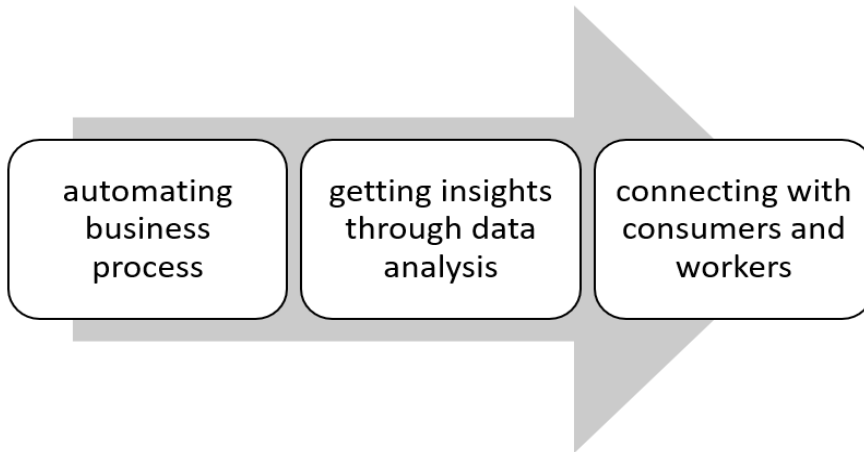 automating
business
process
getting insights
through data
analysis
connecting with
consumers and
workers